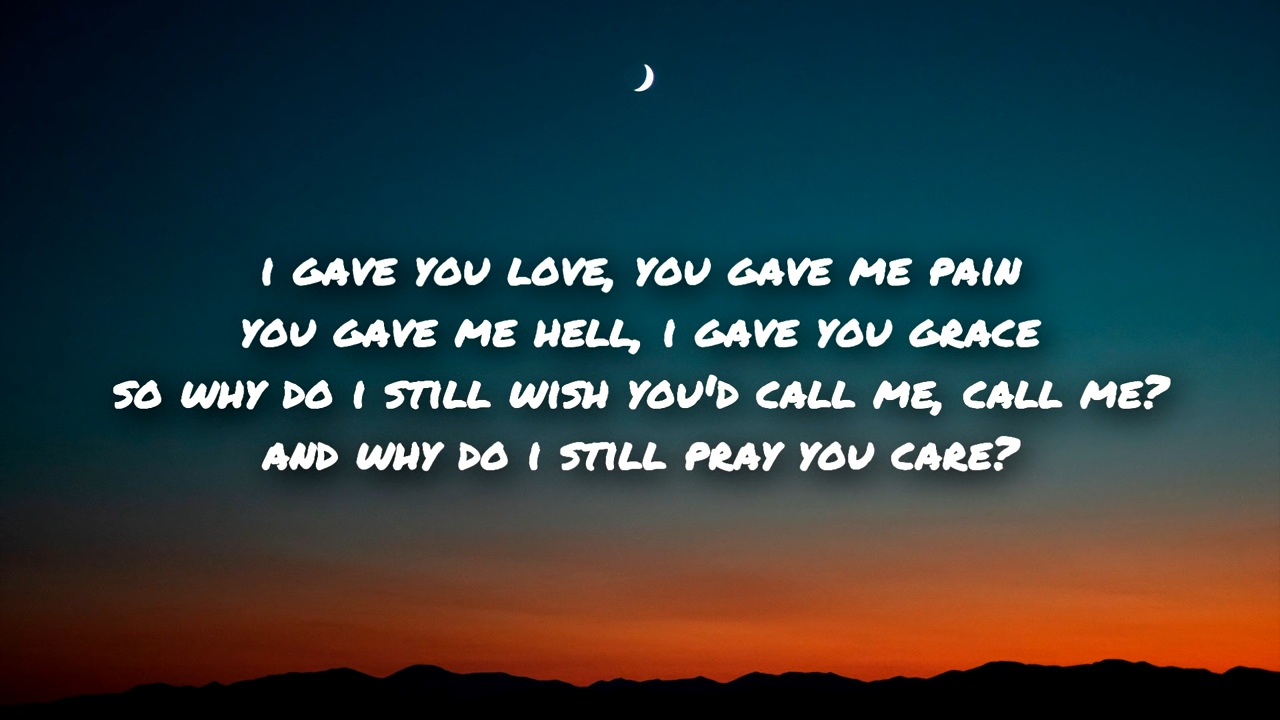 I GAVE YOU LOVE, YOU GAVE ME PAIN
YOU GAVE ME HELL, I GAVE YOU GRACE
SO WHY DO I STILL WISH YOU'D CALL ME, CALL ME?
AND WHY DO I STILL PRAY YOU CARE?